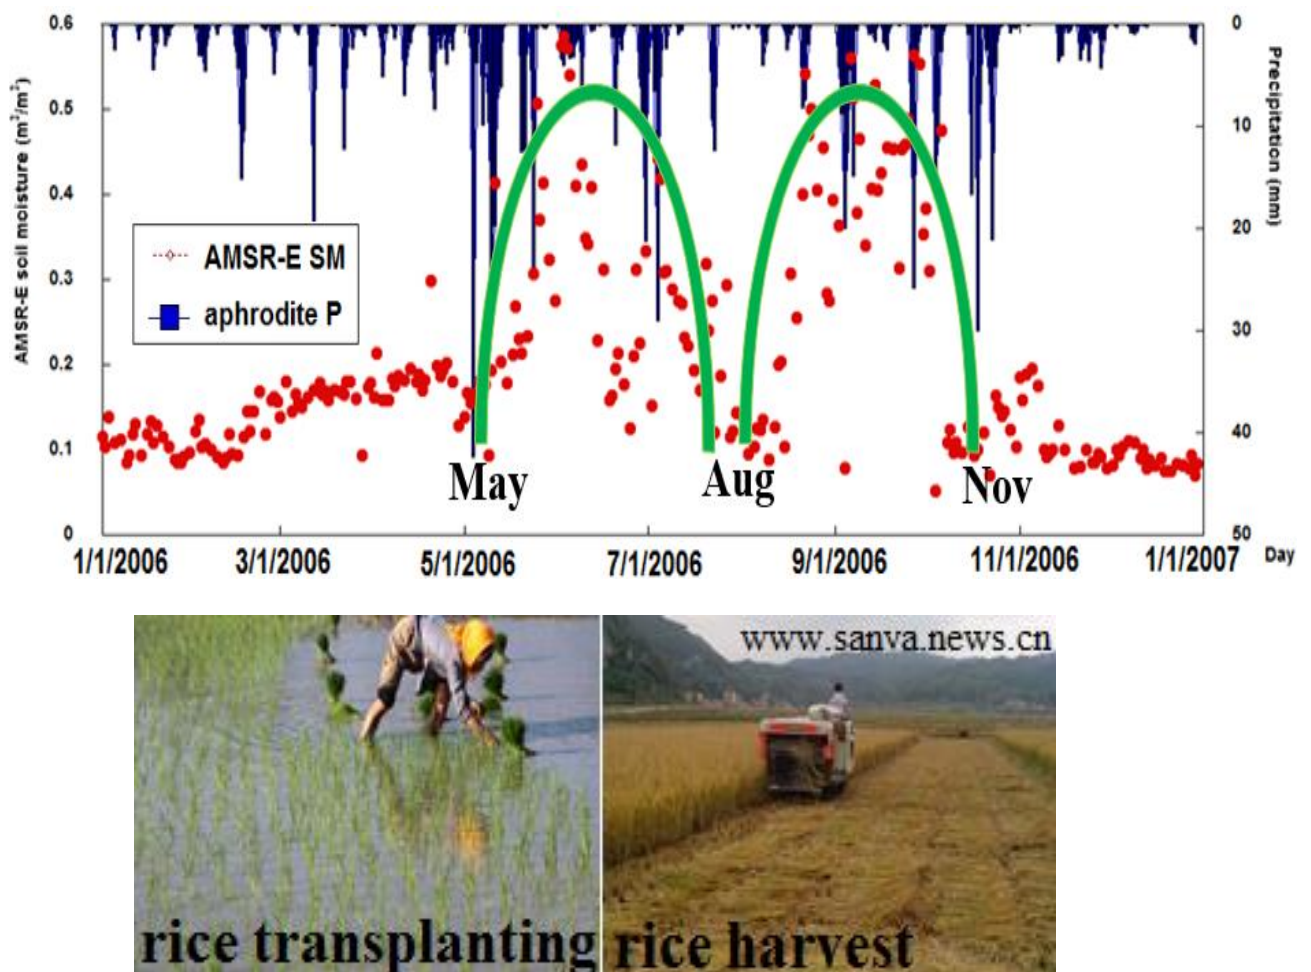 0.6
0.5
0.4
0.3
0.2
0.1
0
AMSR-E soil moisture (m³/m³)
0
10
20
30
40
50
Precipitation (mm)
AMSR-E SM
aphrodite P
May
Aug
Nov
1/1/2006 3/1/2006 5/1/2006 7/1/2006 9/1/2006 11/1/2006 1/1/2007 Day
www.sanva.news.cn
rice transplanting rice harvest